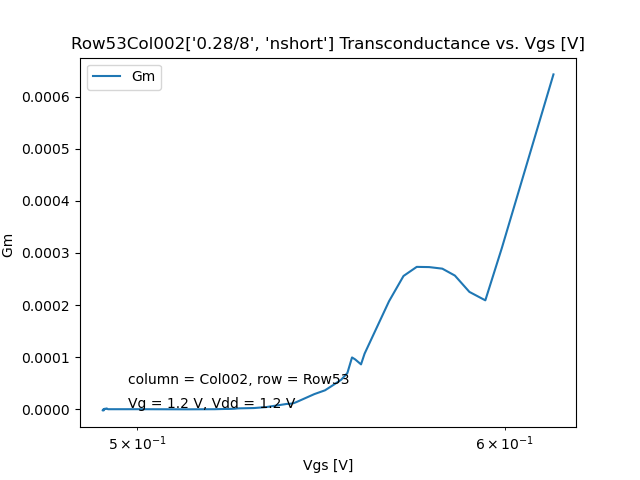 Row53Col002['0.28/8', 'nshort'] Transconductance vs. Vgs [V]
Gm
0.0006
0.0005
0.0004
0.0003
0.0002
0.0001
0.0000
Gm
column = Col002, row = Row53
Vg = 1.2 V, Vdd = 1.2 V
5 × 10⁻¹
6 × 10⁻¹
Vgs [V]